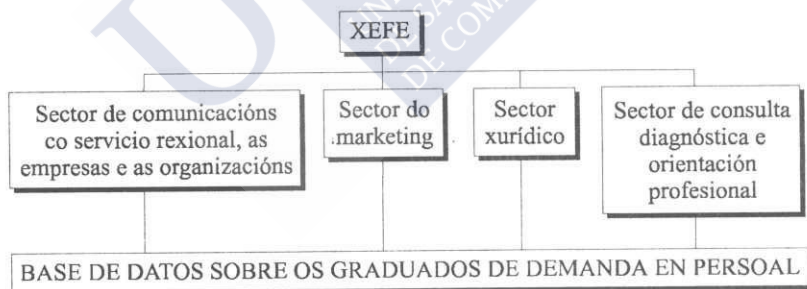 XEFE
Sector de comunicacións
co servicio rexional, as
empresas e as organizacións
Sector do
marketing
Sector
xurídico
Sector de consulta
diagnóstica e
orientación
profesional
BASE DE DATOS SOBRE OS GRADUADOS DE DEMANDA EN PERSOAL